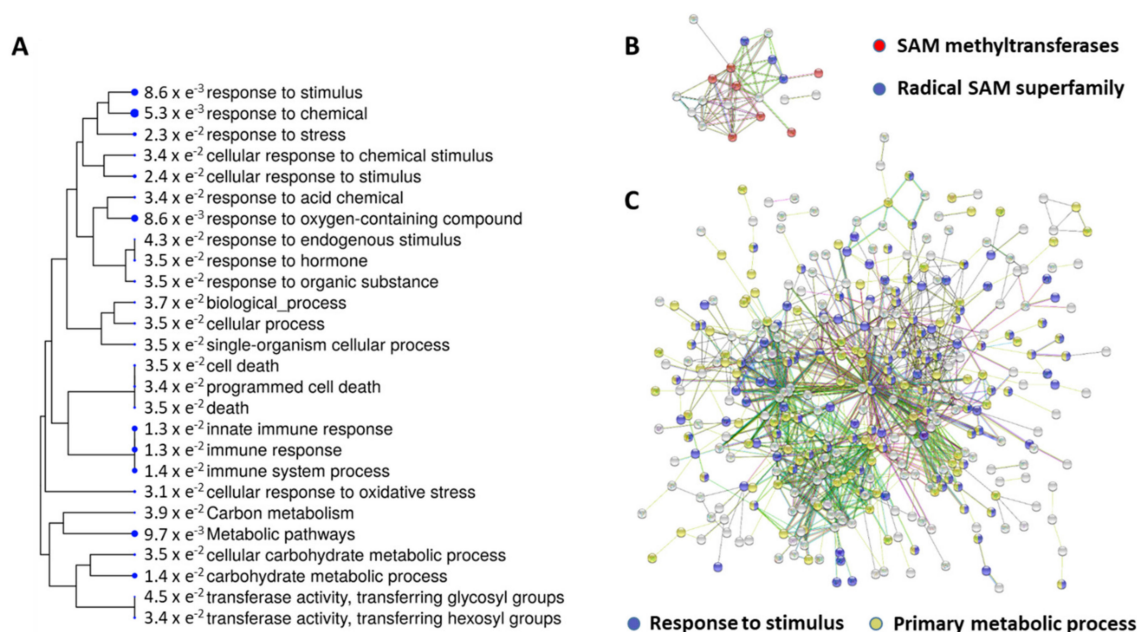 A
8.6 x e-3 response to stimulus
5.3 x e-3 response to chemical
2.3 x e-2 response to stress
3.4 x e-2 cellular response to chemical stimulus
2.4 x e-2 cellular response to stimulus
3.4 x e-2 response to acid chemical
8.6 x e-3 response to oxygen-containing compound
4.3 x e-2 response to endogenous stimulus
3.5 x e-2 response to hormone
3.5 x e-2 response to organic substance
3.7 x e-2 biological_process
3.5 x e-2 cellular process
3.5 x e-2 single-organism cellular process
3.5 x e-2 cell death
3.4 x e-2 programmed cell death
3.5 x e-2 death
1.3 x e-2 innate immune response
1.3 x e-2 immune response
1.4 x e-2 immune system process
3.1 x e-2 cellular response to oxidative stress
3.9 x e-2 Carbon metabolism
9.7 x e-3 Metabolic pathways
3.5 x e-2 cellular carbohydrate metabolic process
1.4 x e-2 carbohydrate metabolic process
4.5 x e-2 transferase activity, transferring glycosyl groups
3.4 x e-2 transferase activity, transferring hexosyl groups
B
SAM methyltransferases
Radical SAM superfamily
C
Response to stimulus
Primary metabolic process